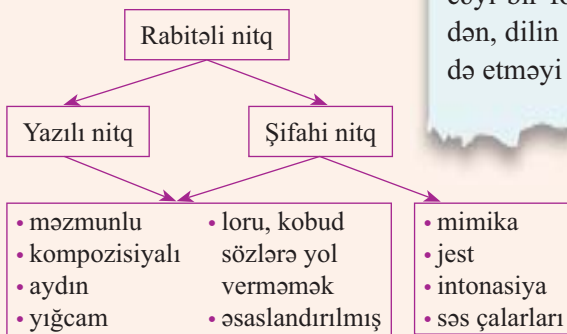 dən, dilin
də etməyi
Rabitəli nitq
Yazılı nitq
Şifahi nitq
• məzmunlu
• kompozisiyalı
• aydın
• yığcam
• loru, kobud
sözlərə yol
verməmək
• əsaslandırılmış
• mimika
• jest
• intonasiya
• səs çalarları